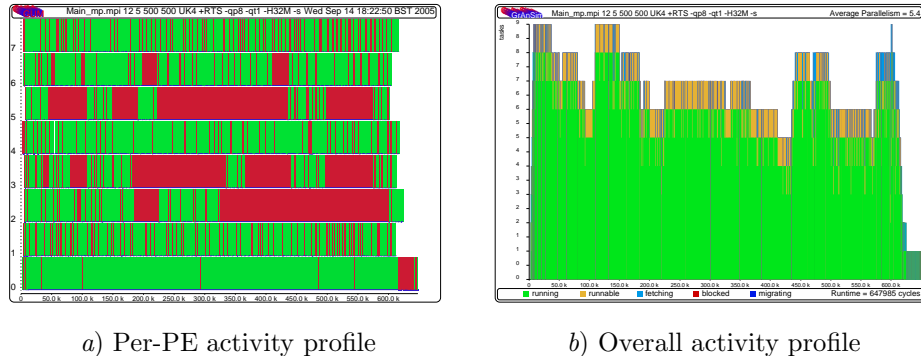 GrAnSim Main_mp.mpi 12 5 500 500 UK4 +RTS -qp8 -qt1 -H32M -s Wed Sep 14 18:22:50 BST 2005
7
6
5
4
3
2
1
0
0 50.0 k 100.0 k 150.0 k 200.0 k 250.0 k 300.0 k 350.0 k 400.0 k 450.0 k 500.0 k 550.0 k 600.0 k
GrAnSim Main_mp.mpi 12 5 500 500 UK4 +RTS -qp8 -qt1 -H32M -s Average Parallelism = 5.4
tasks
9
8
7
6
5
4
3
2
1
0
0 50.0 k 100.0 k 150.0 k 200.0 k 250.0 k 300.0 k 350.0 k 400.0 k 450.0 k 500.0 k 550.0 k 600.0 k
running runnable fetching blocked migrating Runtime = 647985 cycles
a) Per-PE activity profile
b) Overall activity profile